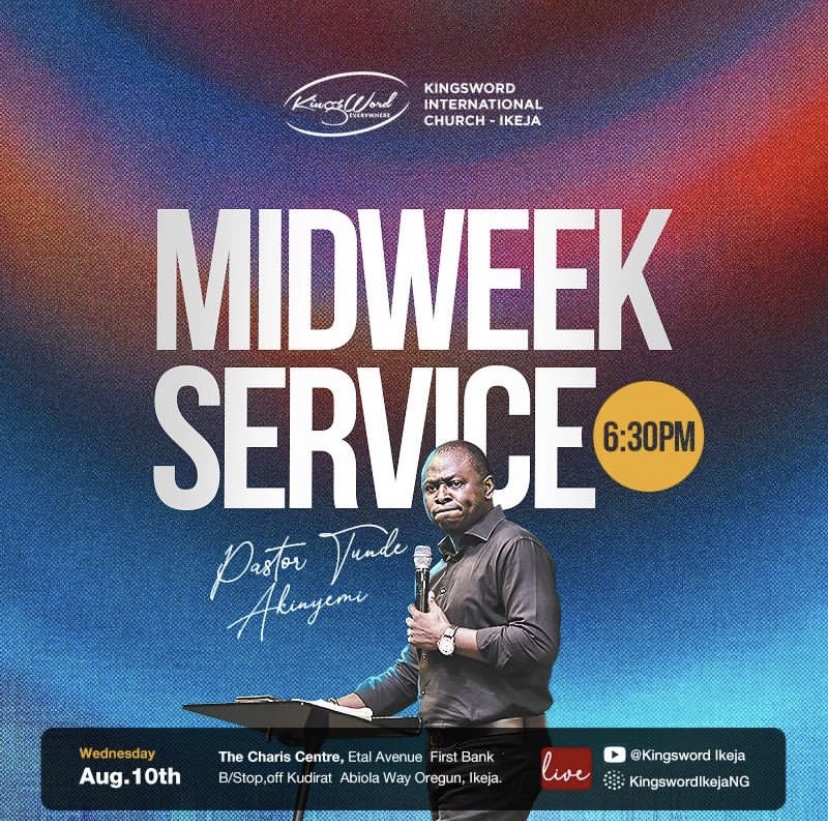 KingsWord
EVERYWHERE
KINGSWORD
INTERNATIONAL
CHURCH - IKEJA
MIDWEEK
SERVICE
6:30PM
Pastor Tunde
Akinyemi
Wednesday
Aug.10th
The Charis Centre, Etal Avenue First Bank
B/Stop,off Kudirat Abiola Way Oregun, Ikeja.
live
@Kingsword Ikeja
KingswordIkejaNG